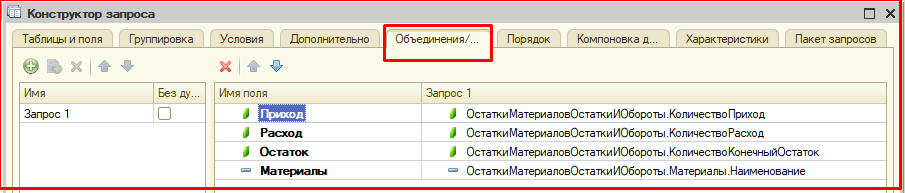 Конструктор запроса
Таблицы и поля Группировка Условия Дополнительно Объединения/... Порядок Компоновка д... Характеристики Пакет запросов
Имя Без ду... Имя поля Запрос 1
Запрос 1 Приход ОстаткиМатериаловОстаткиИОбороты.КоличествоПриход
Расход ОстаткиМатериаловОстаткиИОбороты.КоличествоРасход
Остаток ОстаткиМатериаловОстаткиИОбороты.КоличествоКонечныйОстаток
Материалы ОстаткиМатериаловОстаткиИОбороты.Материалы.Наименование